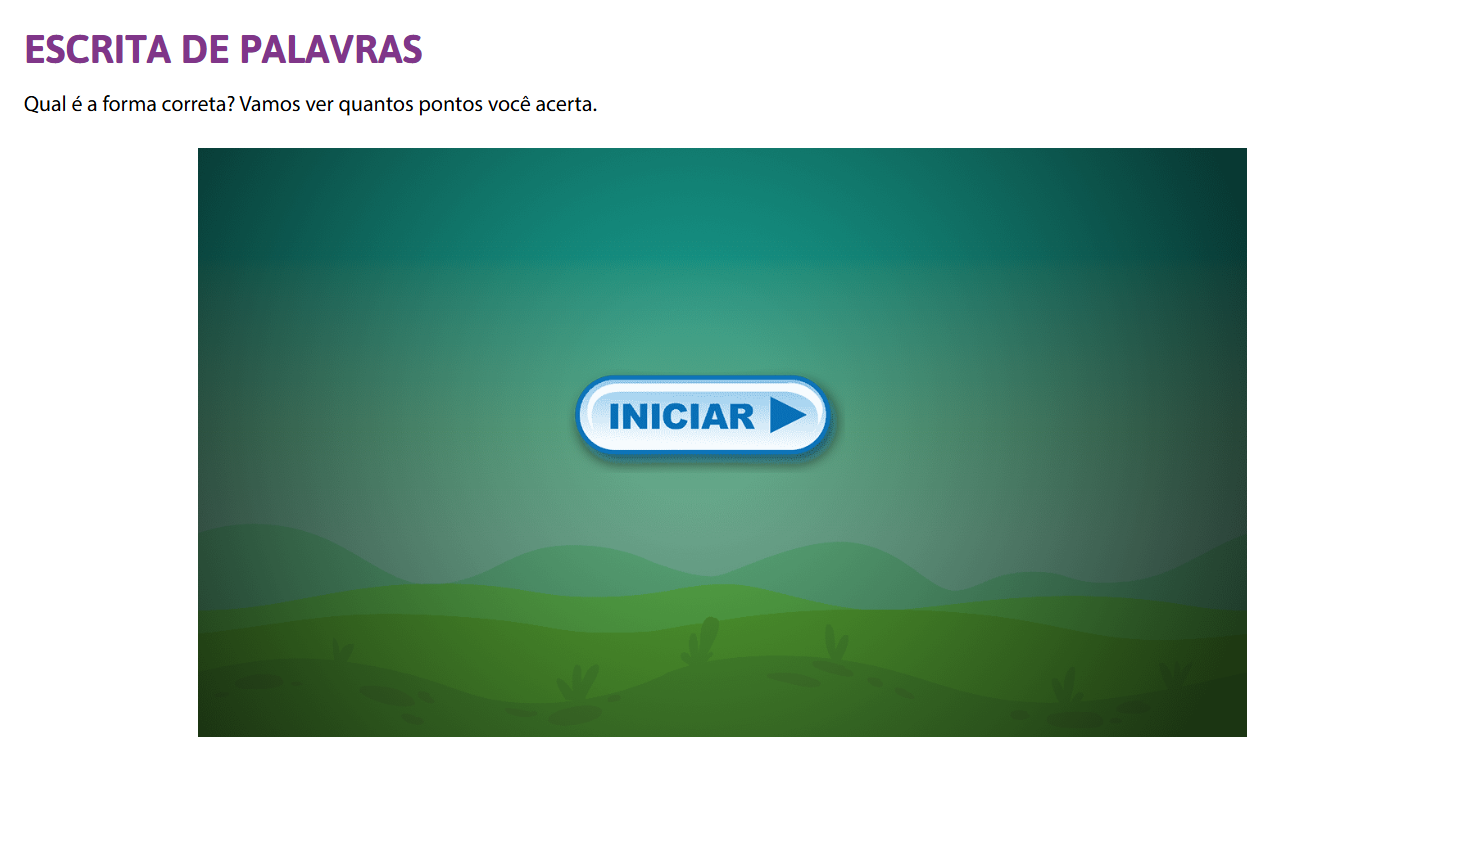 ESCRITA DE PALAVRAS
Qual é a forma correta? Vamos ver quantos pontos você acerta.
INICIAR